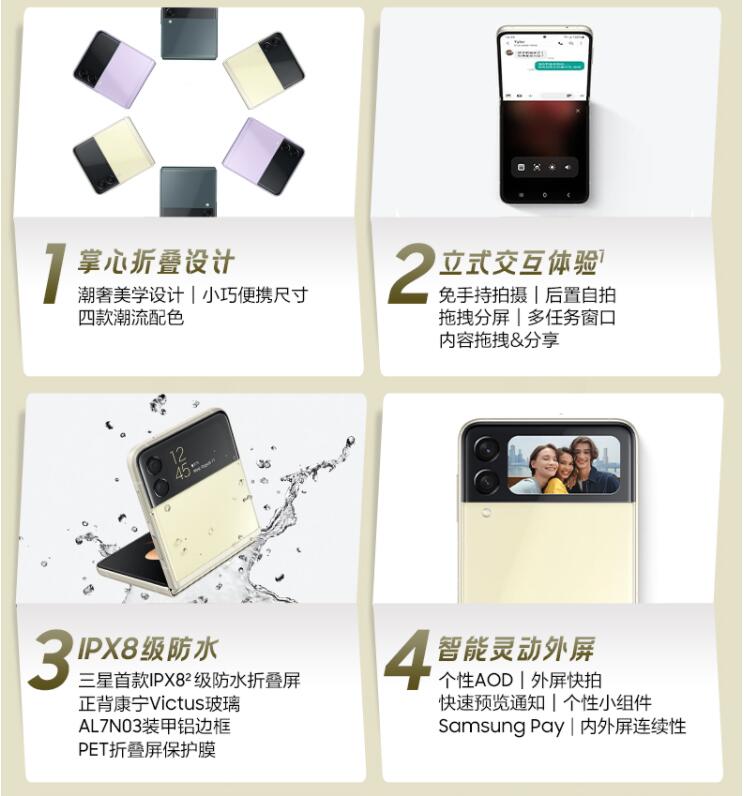 1
掌心折叠设计
潮奢美学设计｜小巧便携尺寸
四款潮流配色
2
立式交互体验1
免手持拍摄｜后置自拍
拖拽分屏｜多任务窗口
内容拖拽&分享
12
45
3
IPX8级防水
三星首款IPX8²级防水折叠屏
正背康宁Victus玻璃
AL7N03装甲铝边框
PET折叠屏保护膜
4
智能灵动外屏
个性AOD｜外屏快拍
快速预览通知｜个性小组件
Samsung Pay｜内外屏连续性